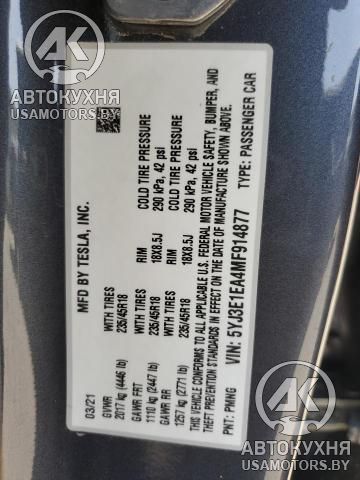 MFD BY TESLA, INC.
03/21
GVWR
2017 kg (4446 lb)
GAWR FRT WITH TIRES RIM COLD TIRE PRESSURE
1110 kg (2447 lb) 235/45R18 18X8.5J 290 kPa, 42 psi
GAWR RR WITH TIRES RIM COLD TIRE PRESSURE
1257 kg (2771 lb) 235/45R18 18X8.5J 290 kPa, 42 psi
THIS VEHICLE CONFORMS TO ALL APPLICABLE U.S. FEDERAL MOTOR VEHICLE SAFETY, BUMPER, AND
THEFT PREVENTION STANDARDS IN EFFECT ON THE DATE OF MANUFACTURE SHOWN ABOVE.
VIN: 5YJ3E1EA4MF914877 TYPE: PASSENGER CAR
PNT: PMNG
АК
АВТОКУХНЯ
USAMOTORS.BY
АК
АВТОКУХНЯ
USAMOTORS.BY